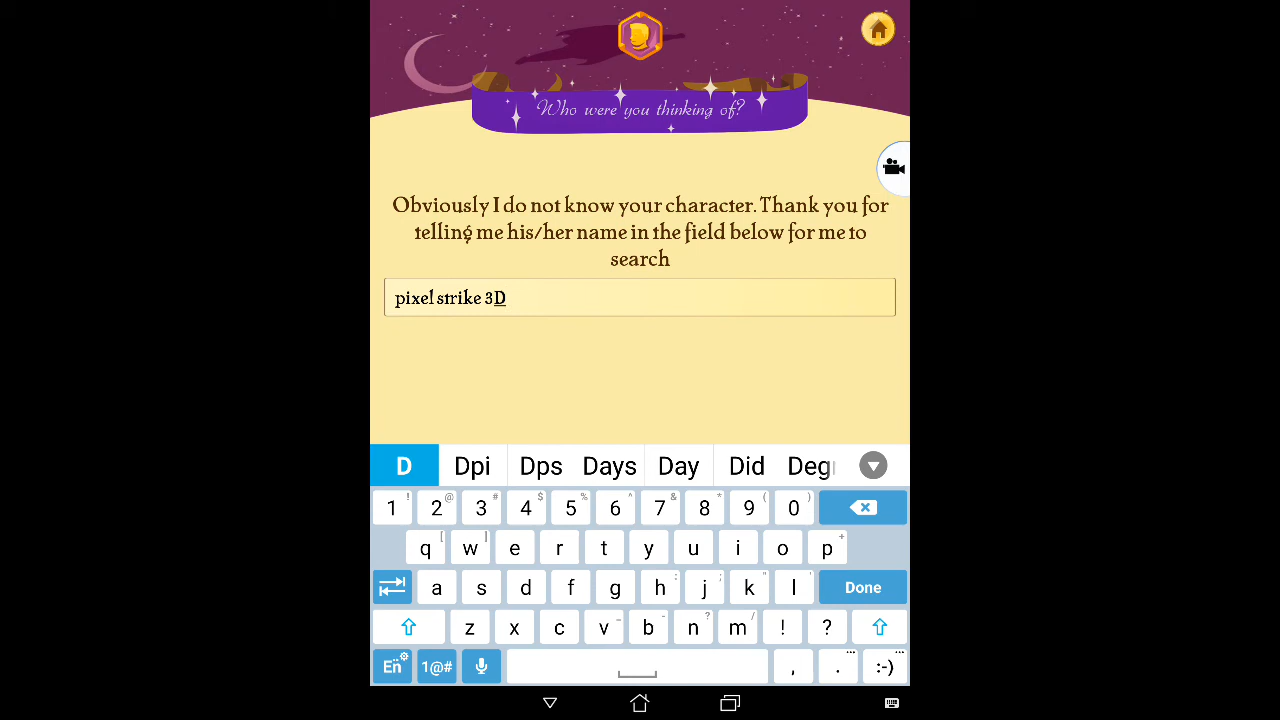 Who were you thinking of?
Obviously I do not know your character. Thank you for
telling me his/her name in the field below for me to
search
pixel strike 3D
D Dpi Dps Days Day Did
1 ! 2 @ 3 # 4 $ 5 % 6 ^ 7 & 8 * 9 ( 0 )
q [ w ] e r t y u i o p +
a s d f g h : j ; k " l ' Done
z x c v _ b - n ? m / ! ?
En 1@# , . ... :-) ...